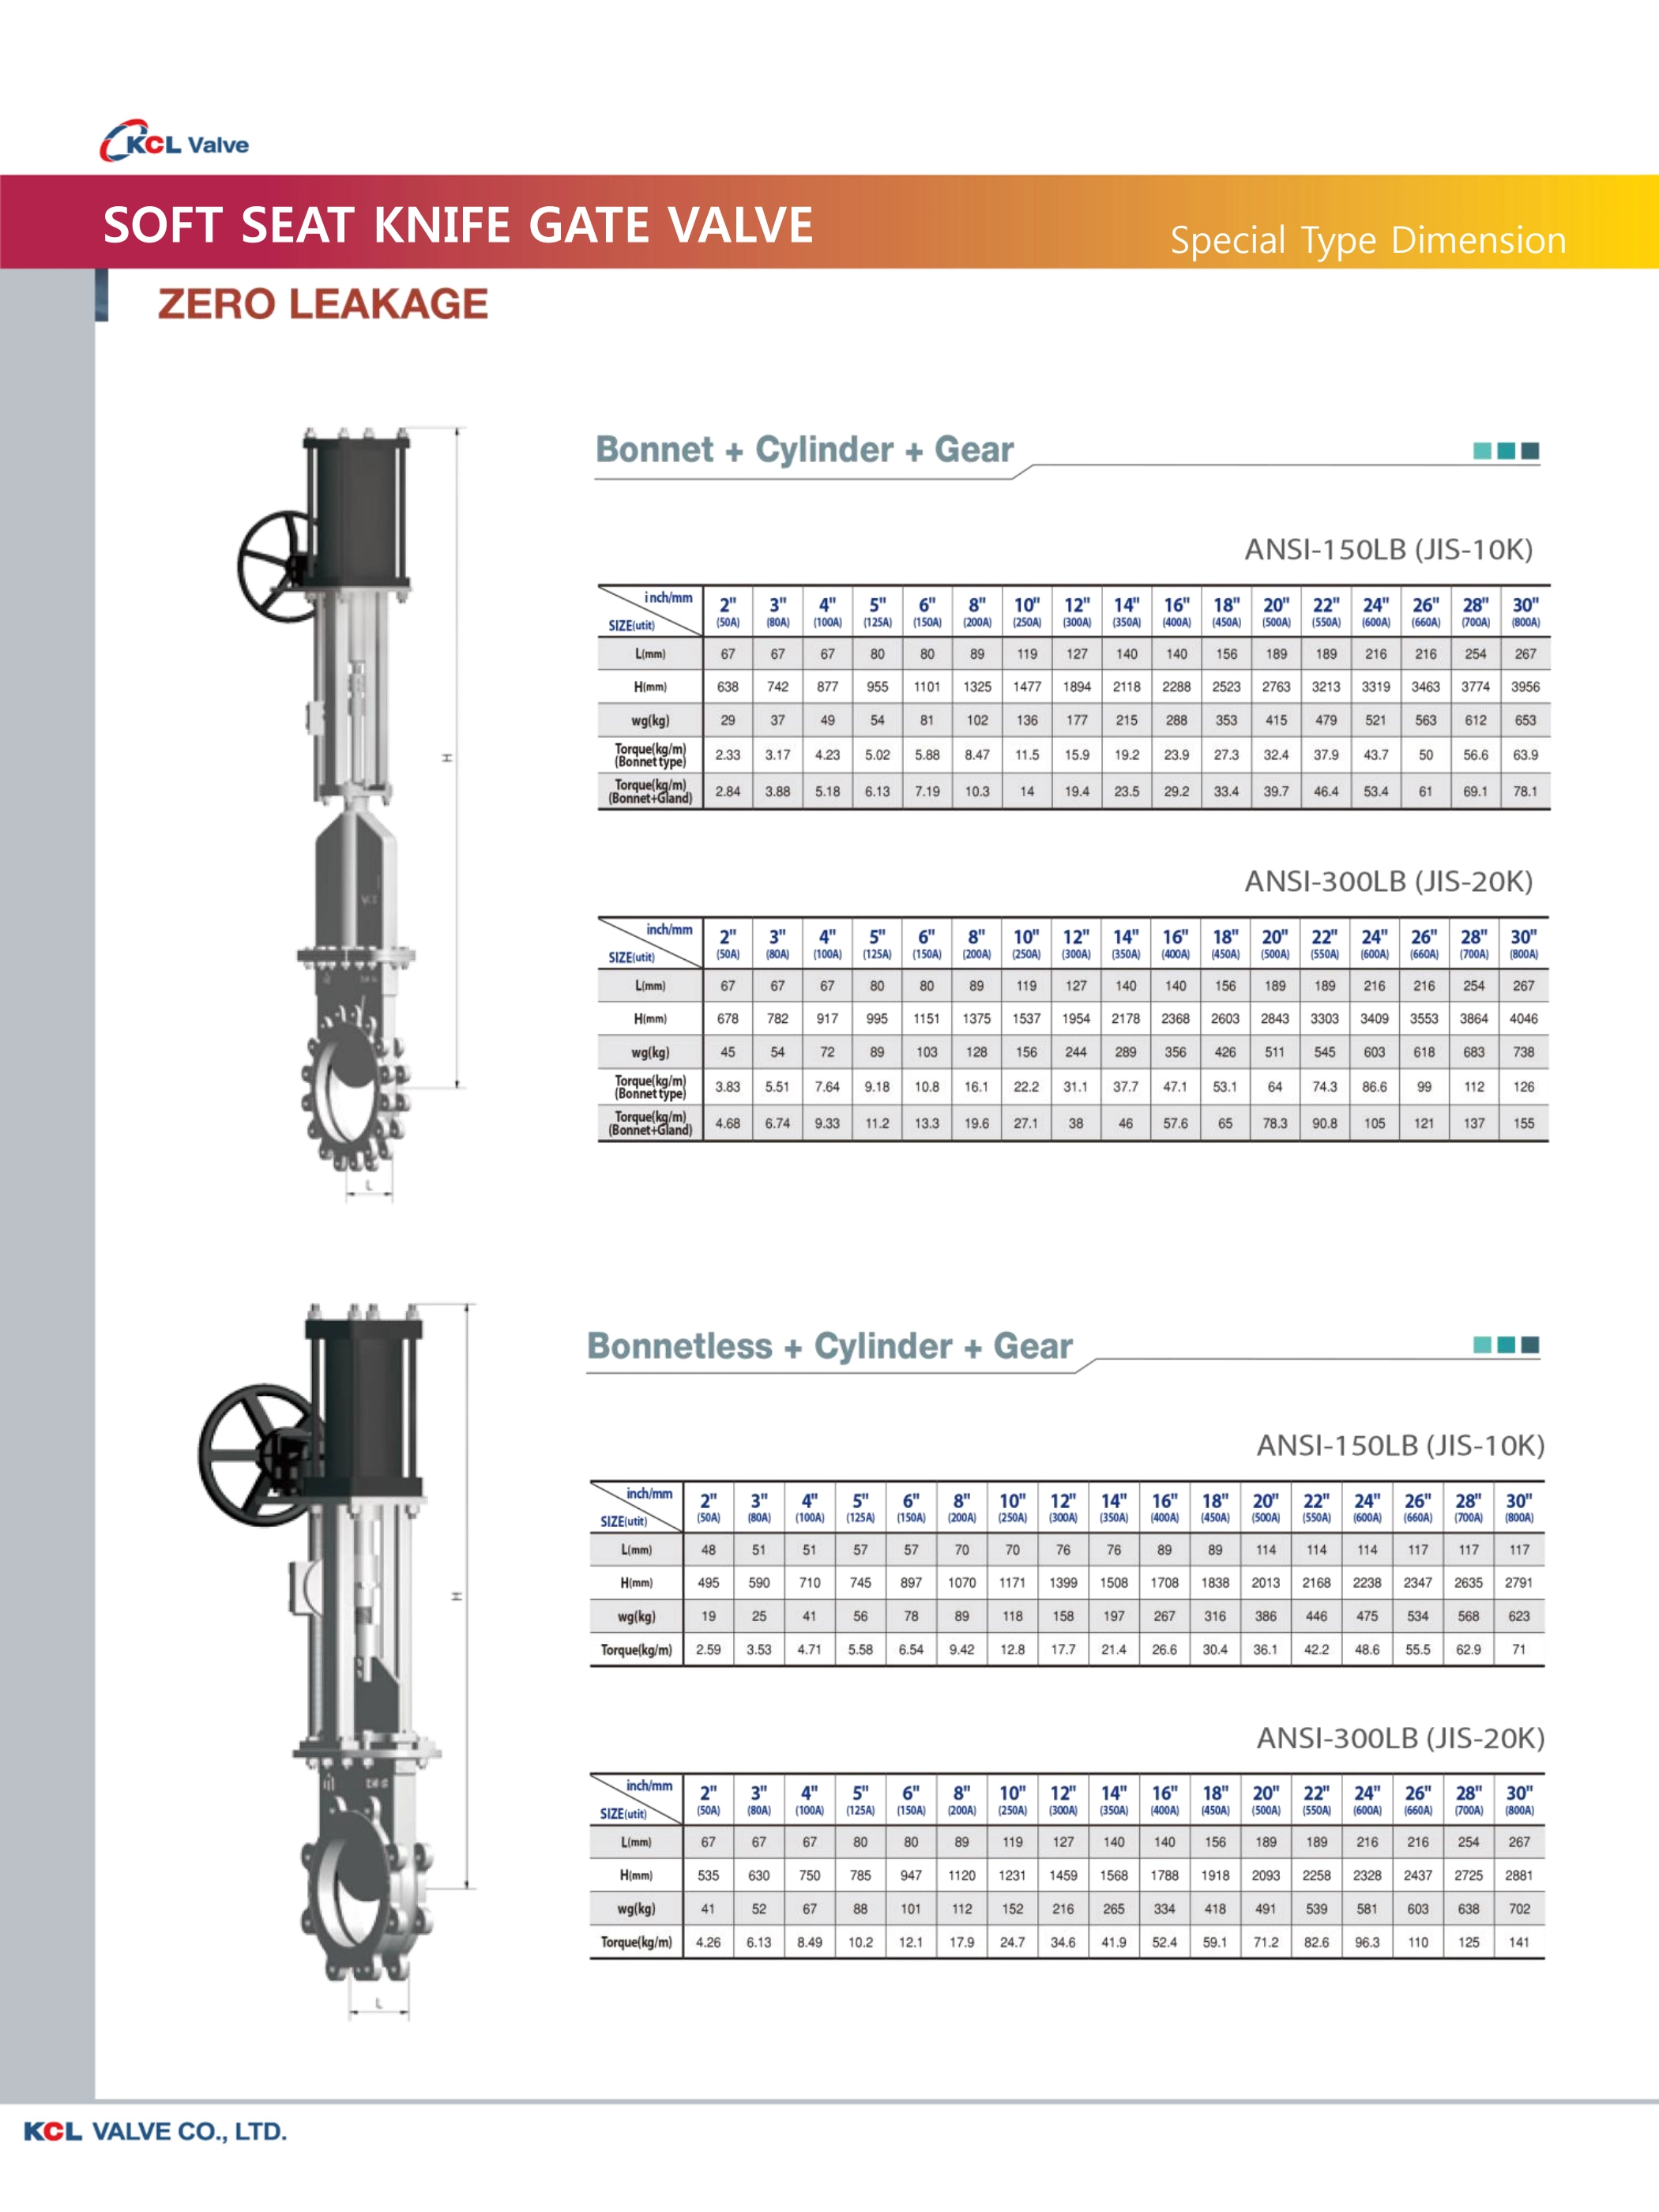 KCL Valve
SOFT SEAT KNIFE GATE VALVE
Special Type Dimension
ZERO LEAKAGE
H
L
Bonnet + Cylinder + Gear
ANSI-150LB (JIS-10K)
inch/mm 2" 3" 4" 5" 6" 8" 10" 12" 14" 16" 18" 20" 22" 24" 26" 28" 30"
SIZE(utit) (50A) (80A) (100A) (125A) (150A) (200A) (250A) (300A) (350A) (400A) (450A) (500A) (550A) (600A) (660A) (700A) (800A)
L(mm) 67 67 67 80 80 89 119 127 140 140 156 189 189 216 216 254 267
H(mm) 638 742 877 955 1101 1325 1477 1894 2118 2288 2523 2763 3213 3319 3463 3774 3956
wg(kg) 29 37 49 54 81 102 136 177 215 288 353 415 479 521 563 612 653
Torque(kg/m)
(Bonnet type) 2.33 3.17 4.23 5.02 5.88 8.47 11.5 15.9 19.2 23.9 27.3 32.4 37.9 43.7 50 56.6 63.9
Torque(kg/m)
(Bonnet+Gland) 2.84 3.88 5.18 6.13 7.19 10.3 14 19.4 23.5 29.2 33.4 39.7 46.4 53.4 61 69.1 78.1
ANSI-300LB (JIS-20K)
inch/mm 2" 3" 4" 5" 6" 8" 10" 12" 14" 16" 18" 20" 22" 24" 26" 28" 30"
SIZE(utit) (50A) (80A) (100A) (125A) (150A) (200A) (250A) (300A) (350A) (400A) (450A) (500A) (550A) (600A) (660A) (700A) (800A)
L(mm) 67 67 67 80 80 89 119 127 140 140 156 189 189 216 216 254 267
H(mm) 678 782 917 995 1151 1375 1537 1954 2178 2368 2603 2843 3303 3409 3553 3864 4046
wg(kg) 45 54 72 89 103 128 156 244 289 356 426 511 545 603 618 683 738
Torque(kg/m)
(Bonnet type) 3.83 5.51 7.64 9.18 10.8 16.1 22.2 31.1 37.7 47.1 53.1 64 74.3 86.6 99 112 126
Torque(kg/m)
(Bonnet+Gland) 4.68 6.74 9.33 11.2 13.3 19.6 27.1 38 46 57.6 65 78.3 90.8 105 121 137 155
H
L
Bonnetless + Cylinder + Gear
ANSI-150LB (JIS-10K)
inch/mm 2" 3" 4" 5" 6" 8" 10" 12" 14" 16" 18" 20" 22" 24" 26" 28" 30"
SIZE(utit) (50A) (80A) (100A) (125A) (150A) (200A) (250A) (300A) (350A) (400A) (450A) (500A) (550A) (600A) (660A) (700A) (800A)
L(mm) 48 51 51 57 57 70 70 76 76 89 89 114 114 114 117 117 117
H(mm) 495 590 710 745 897 1070 1171 1399 1508 1708 1838 2013 2168 2238 2347 2635 2791
wg(kg) 19 25 41 56 78 89 118 158 197 267 316 386 446 475 534 568 623
Torque(kg/m) 2.59 3.53 4.71 5.58 6.54 9.42 12.8 17.7 21.4 26.6 30.4 36.1 42.2 48.6 55.5 62.9 71
ANSI-300LB (JIS-20K)
inch/mm 2" 3" 4" 5" 6" 8" 10" 12" 14" 16" 18" 20" 22" 24" 26" 28" 30"
SIZE(utit) (50A) (80A) (100A) (125A) (150A) (200A) (250A) (300A) (350A) (400A) (450A) (500A) (550A) (600A) (660A) (700A) (800A)
L(mm) 67 67 67 80 80 89 119 127 140 140 156 189 189 216 216 254 267
H(mm) 535 630 750 785 947 1120 1231 1459 1568 1788 1918 2093 2258 2328 2437 2725 2881
wg(kg) 41 52 67 88 101 112 152 216 265 334 418 491 539 581 603 638 702
Torque(kg/m) 4.26 6.13 8.49 10.2 12.1 17.9 24.7 34.6 41.9 52.4 59.1 71.2 82.6 96.3 110 125 141
KCL VALVE CO., LTD.